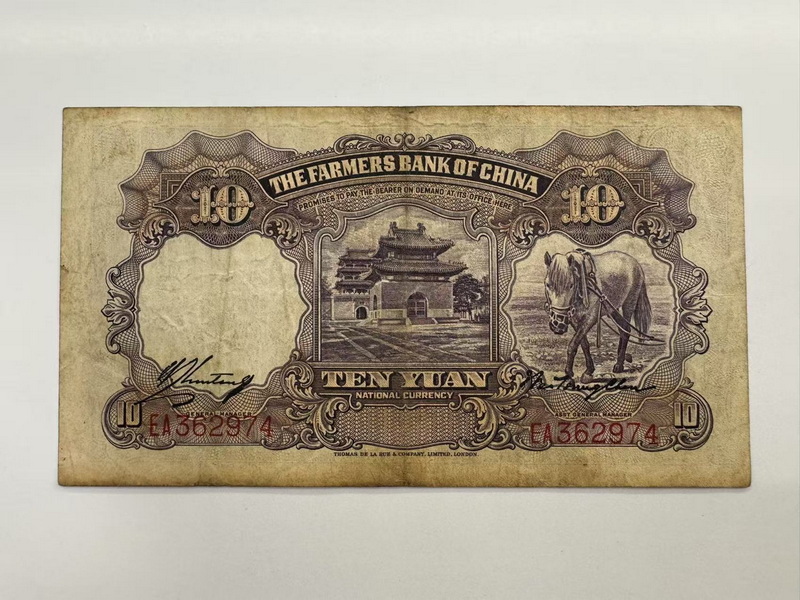 THE FARMERS BANK OF CHINA
PROMISES TO PAY THE BEARER ON DEMAND AT ITS OFFICE HERE
10
10
TEN YUAN
NATIONAL CURRENCY
GENERAL MANAGER
ASST GENERAL MANAGER
10
EA362974
EA362974
10
THOMAS DE LA RUE & COMPANY, LIMITED, LONDON.